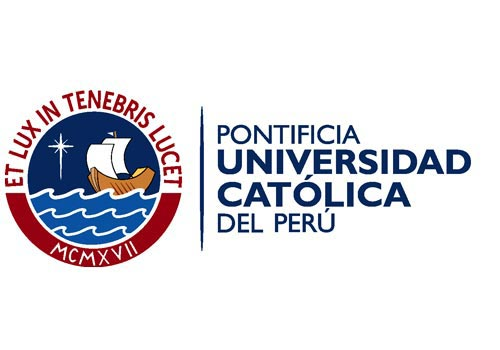 ET LUX IN TENEBRIS LUCET
MCMXVII
PONTIFICIA
UNIVERSIDAD
CATÓLICA
DEL PERÚ